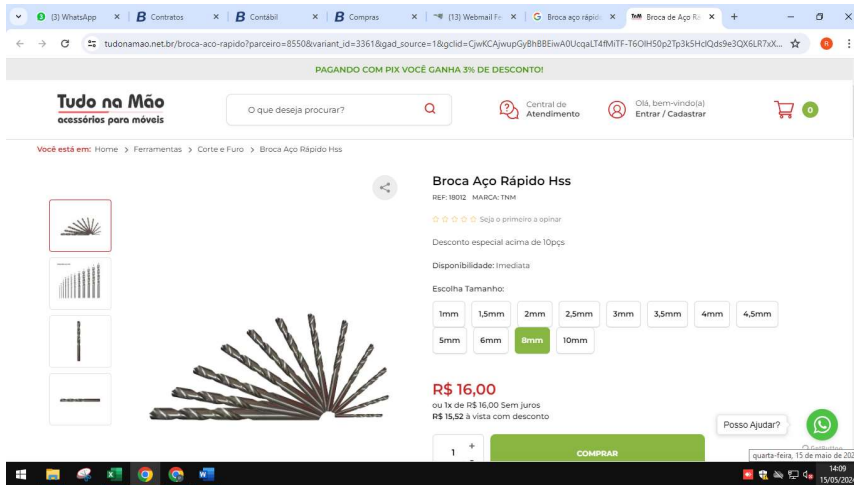 (3) WhatsApp
Contratos
Contábil
Compras
(13) Webmail Fe
Broca aço rápid
Broca de Aço Rá
tudonamao.net.br/broca-aco-rapido?parceiro=8550&variant_id=3361&gad_source=1&gclid=CjwKCAjwupGyBhBBEiwA0UcqaLT4fMiTF-T6OIH50p2Tp3k5HclQds9e3QX6LR7xX...
PAGANDO COM PIX VOCÊ GANHA 3% DE DESCONTO!
Tudo na Mão
acessórios para móveis
O que deseja procurar?
Central de
Atendimento
Olá, bem-vindo(a)
Entrar / Cadastrar
0
Você está em: Home > Ferramentas > Corte e Furo > Broca Aço Rápido Hss
Broca Aço Rápido Hss
REF: 18012 MARCA: TNM
Seja o primeiro a opinar
Desconto especial acima de 10pçs
Disponibilidade: Imediata
Escolha Tamanho:
1mm 1,5mm 2mm 2,5mm 3mm 3,5mm 4mm 4,5mm
5mm 6mm 8mm 10mm
R$ 16,00
ou 1x de R$ 16,00 Sem juros
R$ 15,52 à vista com desconto
Posso Ajudar?
1 + COMPRAR
quarta-feira, 15 de maio de 202
14:09
15/05/2024